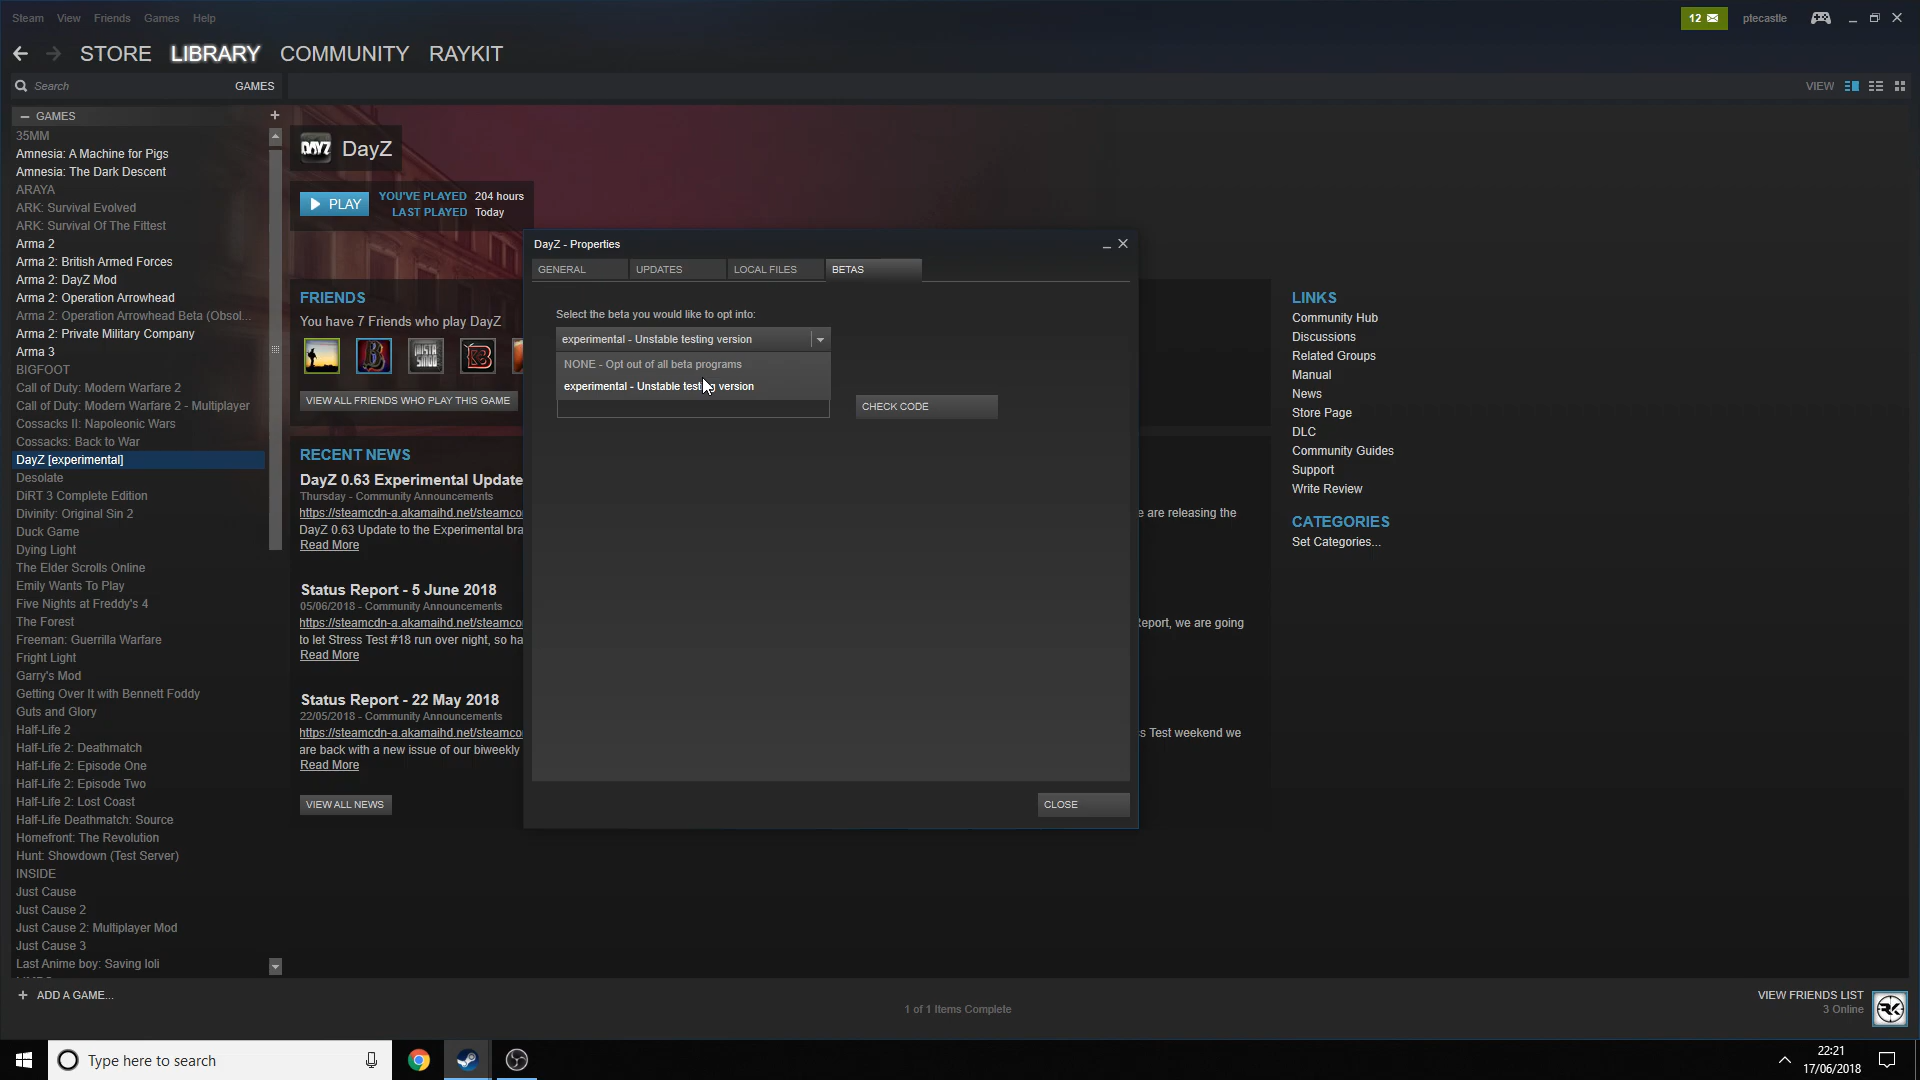 Steam View Friends Games Help
12
ptecastle
STORE LIBRARY COMMUNITY RAYKIT
Search
GAMES
VIEW
GAMES
35MM
Amnesia: A Machine for Pigs
Amnesia: The Dark Descent
ARAYA
ARK: Survival Evolved
ARK: Survival Of The Fittest
Arma 2
Arma 2: British Armed Forces
Arma 2: DayZ Mod
Arma 2: Operation Arrowhead
Arma 2: Operation Arrowhead Beta (Obsol...
Arma 2: Private Military Company
Arma 3
BIGFOOT
Call of Duty: Modern Warfare 2
Call of Duty: Modern Warfare 2 - Multiplayer
Cossacks II: Napoleonic Wars
Cossacks: Back to War
DayZ [experimental]
Desolate
DiRT 3 Complete Edition
Divinity: Original Sin 2
Duck Game
Dying Light
The Elder Scrolls Online
Emily Wants To Play
Five Nights at Freddy's 4
The Forest
Freeman: Guerrilla Warfare
Fright Light
Garry's Mod
Getting Over It with Bennett Foddy
Guts and Glory
Half-Life 2
Half-Life 2: Deathmatch
Half-Life 2: Episode One
Half-Life 2: Episode Two
Half-Life 2: Lost Coast
Half-Life Deathmatch: Source
Homefront: The Revolution
Hunt: Showdown (Test Server)
INSIDE
Just Cause
Just Cause 2
Just Cause 2: Multiplayer Mod
Just Cause 3
Last Anime boy: Saving loli
ADD A GAME...
DAYZ
DayZ
PLAY
YOU'VE PLAYED 204 hours
LAST PLAYED Today
FRIENDS
You have 7 Friends who play DayZ
VIEW ALL FRIENDS WHO PLAY THIS GAME
RECENT NEWS
DayZ 0.63 Experimental Update
Thursday - Community Announcements
https://steamcdn-a.akamaihd.net/steamco
e are releasing the
DayZ 0.63 Update to the Experimental bra
Read More
Status Report - 5 June 2018
05/06/2018 - Community Announcements
https://steamcdn-a.akamaihd.net/steamco
Report, we are going
to let Stress Test #18 run over night, so ha
Read More
Status Report - 22 May 2018
22/05/2018 - Community Announcements
https://steamcdn-a.akamaihd.net/steamco
s Test weekend we
are back with a new issue of our biweekly
Read More
VIEW ALL NEWS
DayZ - Properties
GENERAL UPDATES LOCAL FILES BETAS
Select the beta you would like to opt into:
experimental - Unstable testing version
NONE - Opt out of all beta programs
experimental - Unstable testing version
CHECK CODE
CLOSE
LINKS
Community Hub
Discussions
Related Groups
Manual
News
Store Page
DLC
Community Guides
Support
Write Review
CATEGORIES
Set Categories...
1 of 1 Items Complete
VIEW FRIENDS LIST
3 Online
RK
Type here to search
22:21
17/06/2018